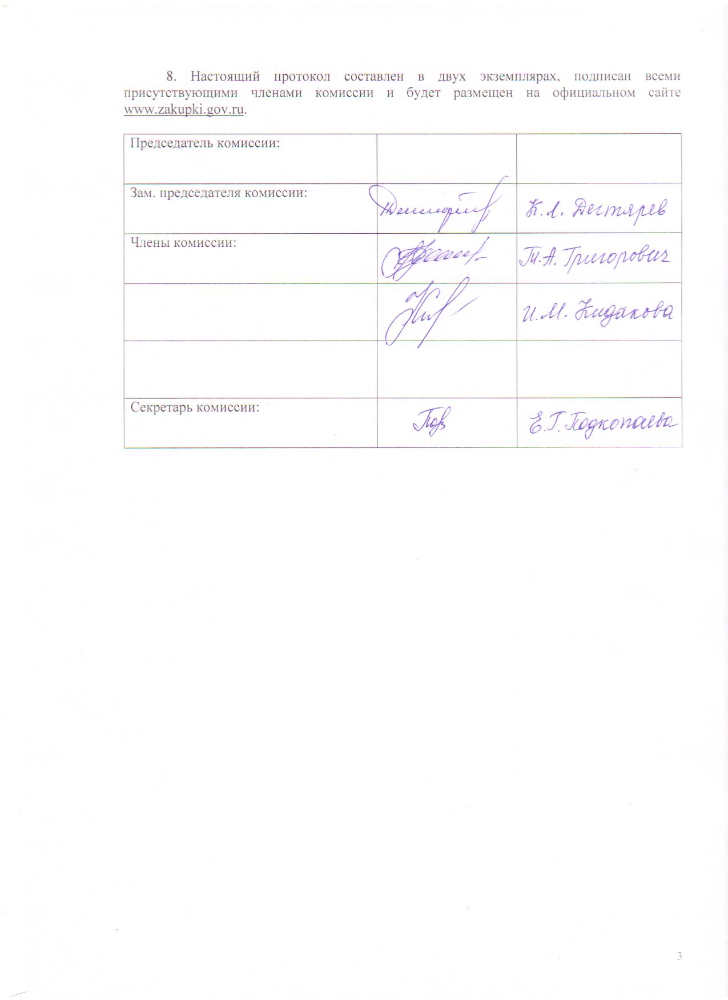 8. Настоящий протокол составлен в двух экземплярах, подписан всеми
присутствующими членами комиссии и будет размещен на официальном сайте
www.zakupki.gov.ru.
Председатель комиссии:
Зам. председателя комиссии: К.Л. Дегтярев
Члены комиссии: Т.А. Григорович
И.М. Кидакова
Секретарь комиссии: Е.Г. Подкопаева
3